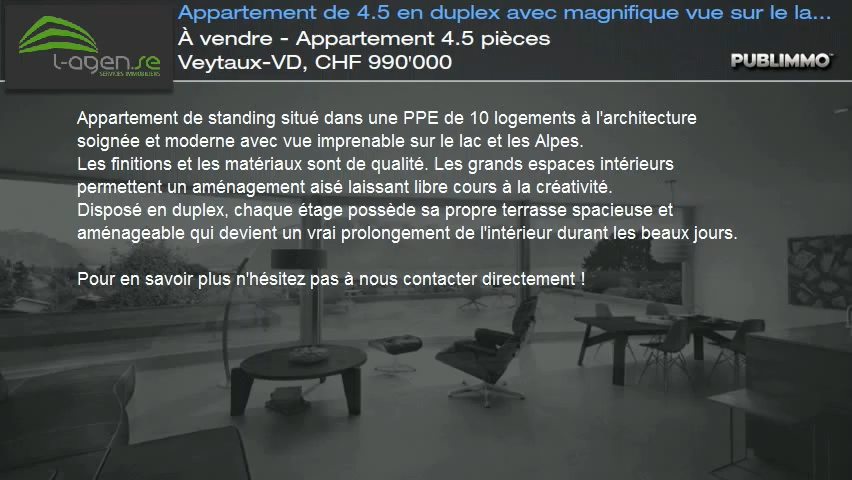 Appartement de 4.5 en duplex avec magnifique vue sur le la...
À vendre - Appartement 4.5 pièces
Veytaux-VD, CHF 990'000
l-agen.se
SERVICES IMMOBILIERS
PUBLIMMO
Appartement de standing situé dans une PPE de 10 logements à l'architecture
soignée et moderne avec vue imprenable sur le lac et les Alpes.
Les finitions et les matériaux sont de qualité. Les grands espaces intérieurs
permettent un aménagement aisé laissant libre cours à la créativité.
Disposé en duplex, chaque étage possède sa propre terrasse spacieuse et
aménageable qui devient un vrai prolongement de l'intérieur durant les beaux jours.
Pour en savoir plus n'hésitez pas à nous contacter directement !